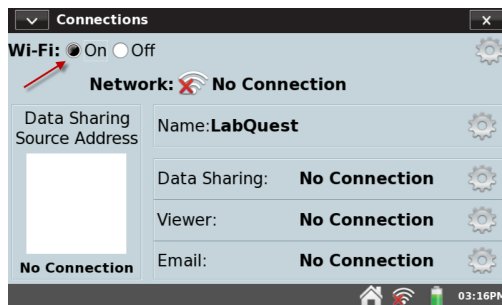 Connections
x
Wi-Fi: On Off
Network: No Connection
Data Sharing
Source Address
No Connection
Name:LabQuest
Data Sharing: No Connection
Viewer: No Connection
Email: No Connection
03:16PM